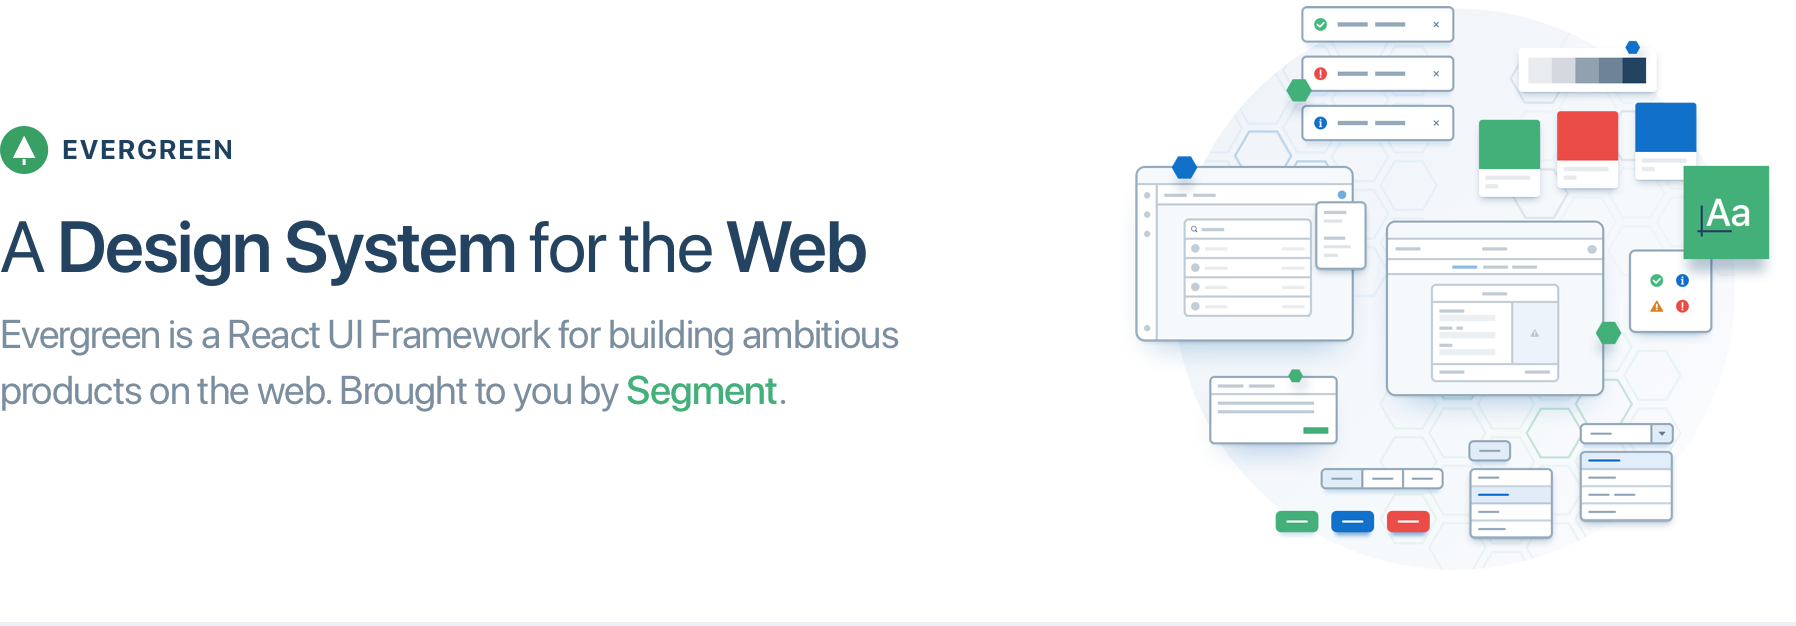 EVERGREEN
A Design System for the Web
Evergreen is a React UI Framework for building ambitious
products on the web. Brought to you by Segment.
Aa